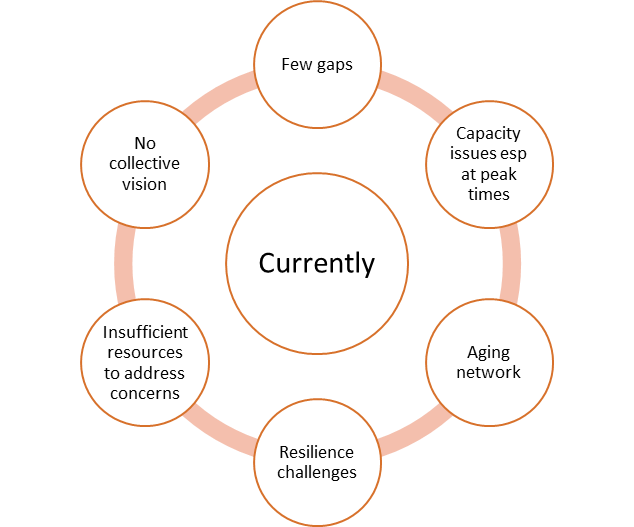 Few gaps
Capacity
issues esp
at peak
times
Aging
network
Resilience
challenges
Insufficient
resources
to address
concerns
No
collective
vision
Currently